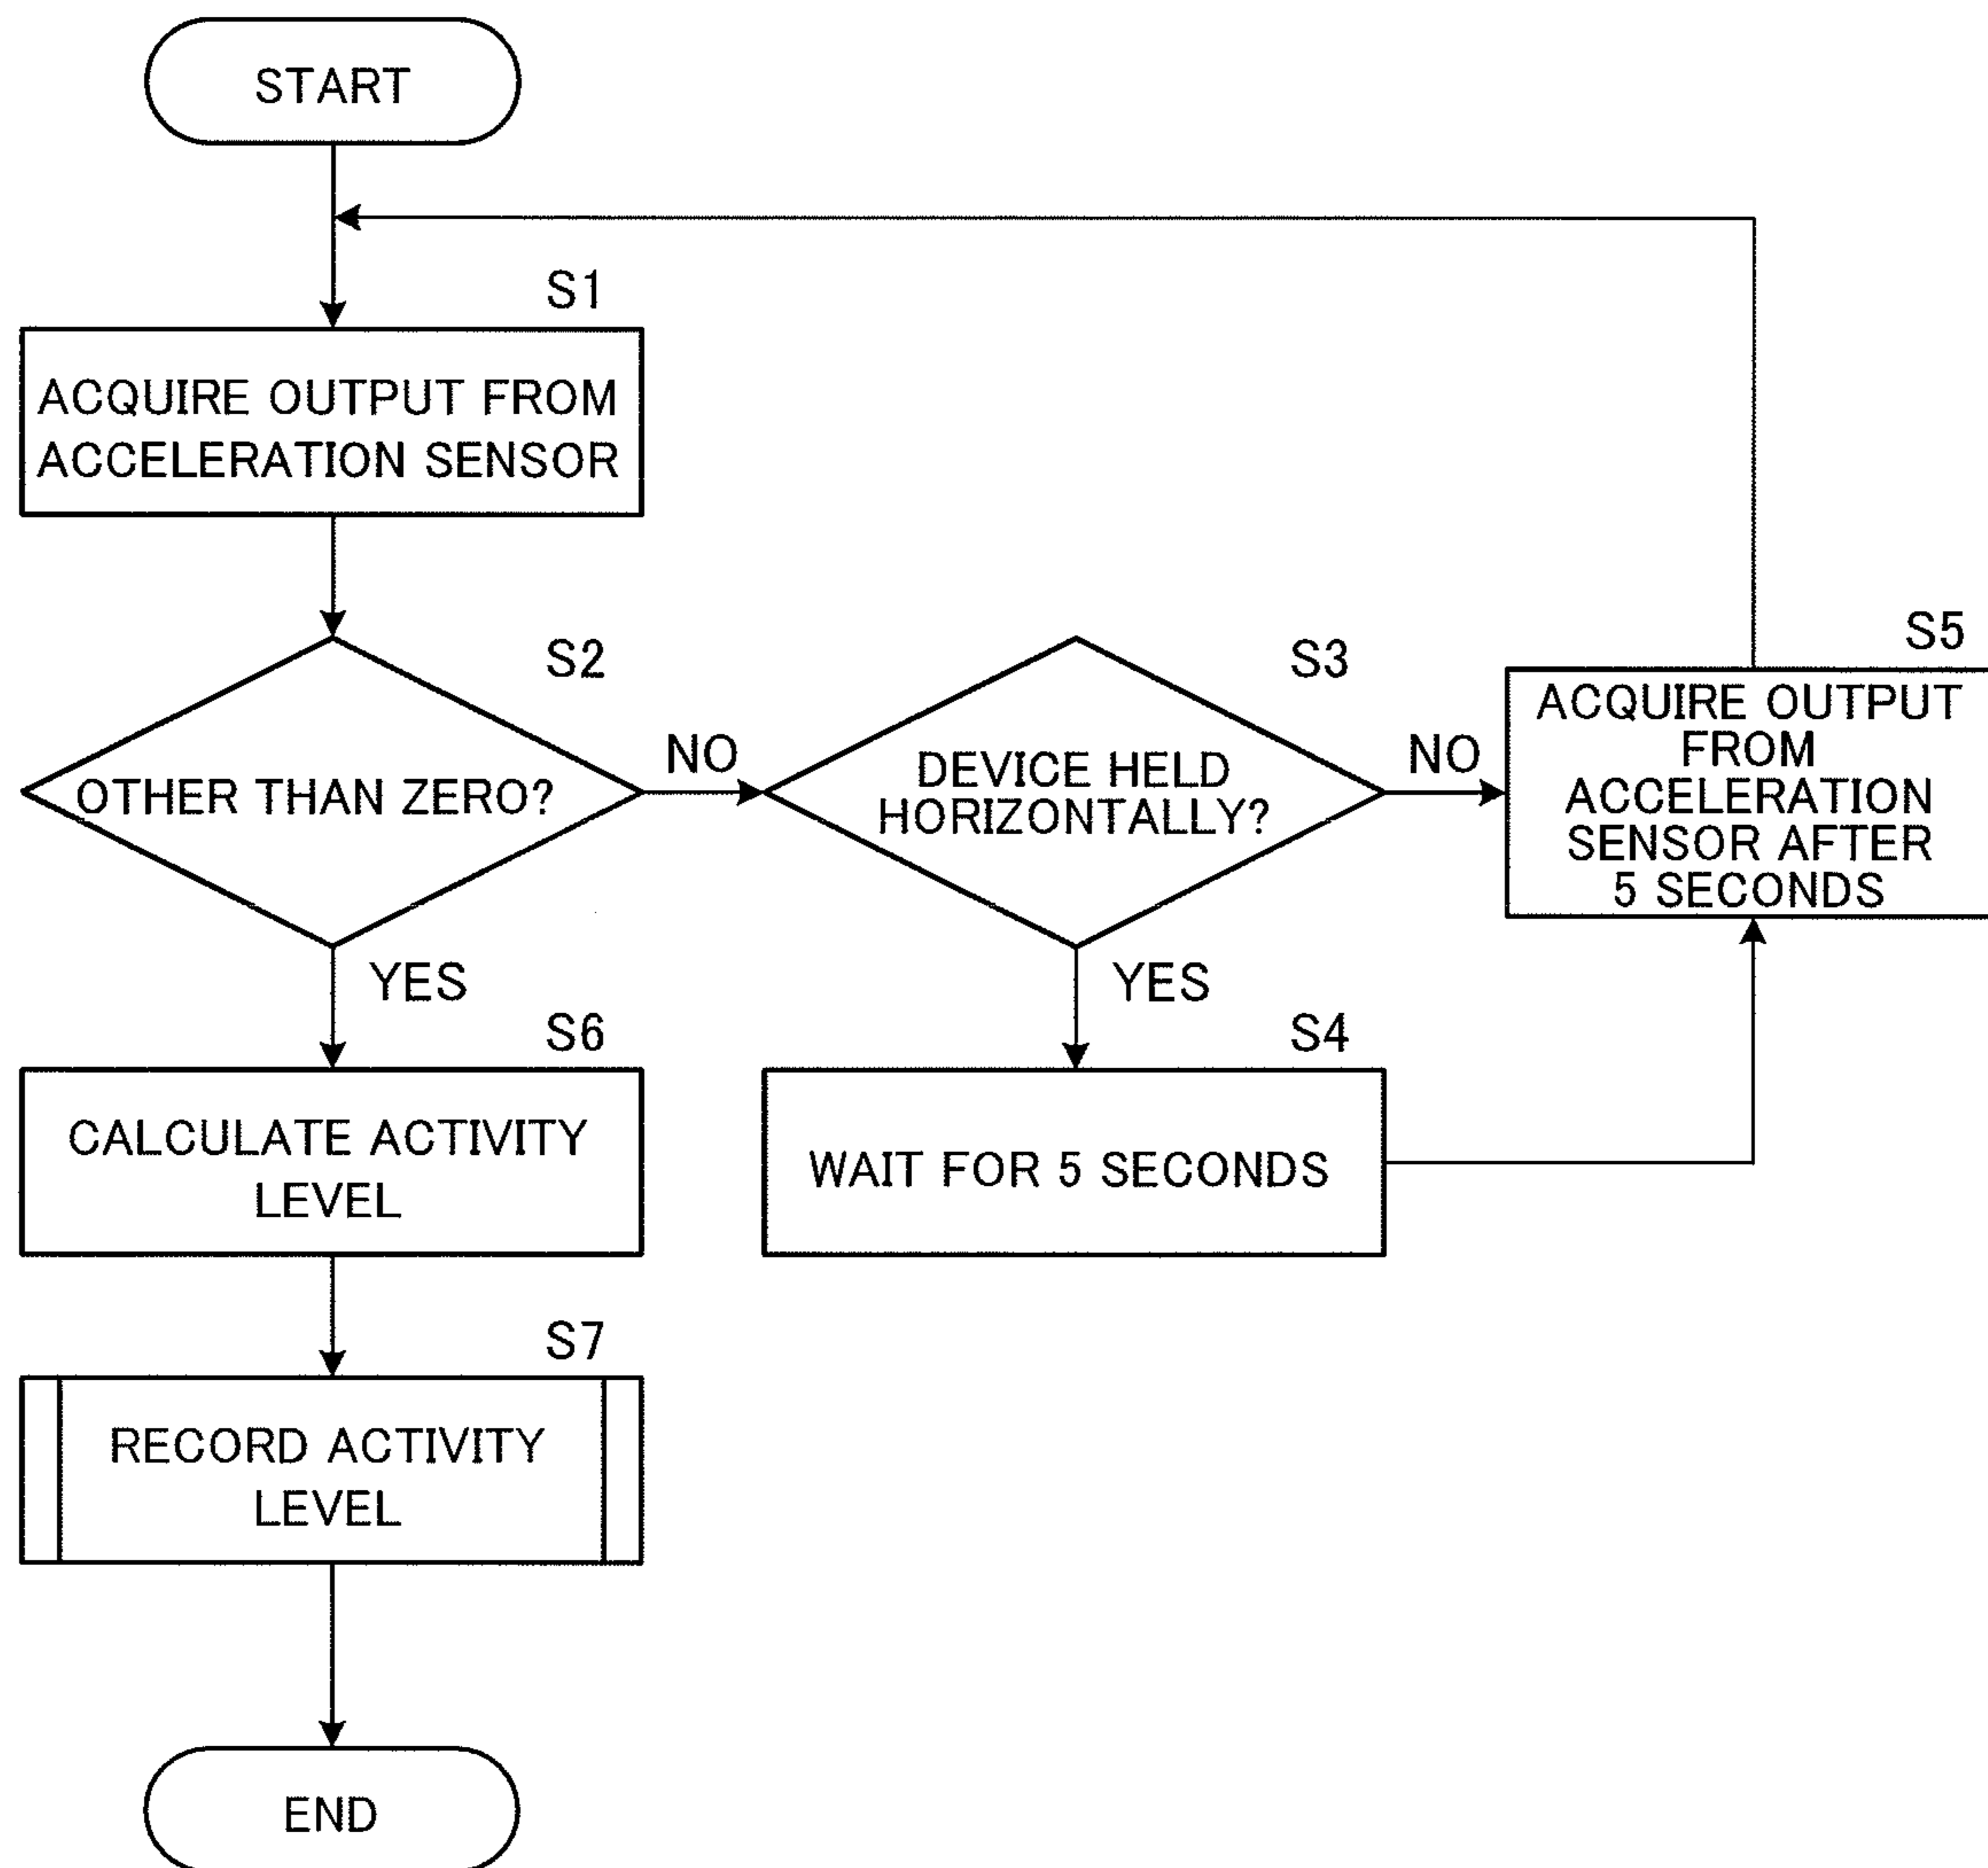 START
S1
ACQUIRE OUTPUT FROM
ACCELERATION SENSOR
S2
OTHER THAN ZERO?
NO
YES
S3
DEVICE HELD
HORIZONTALLY?
NO
YES
S5
ACQUIRE OUTPUT
FROM
ACCELERATION
SENSOR AFTER
5 SECONDS
S6
CALCULATE ACTIVITY
LEVEL
S4
WAIT FOR 5 SECONDS
S7
RECORD ACTIVITY
LEVEL
END